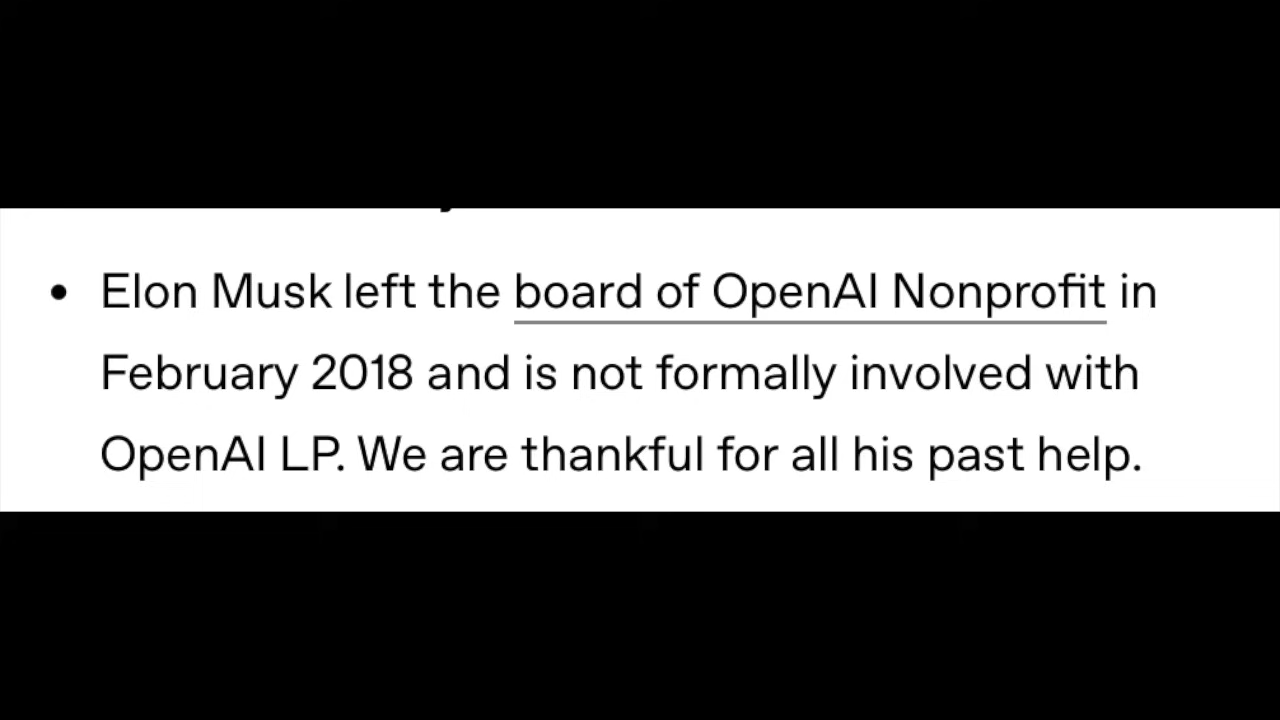 • Elon Musk left the board of OpenAI Nonprofit in
February 2018 and is not formally involved with
OpenAI LP. We are thankful for all his past help.